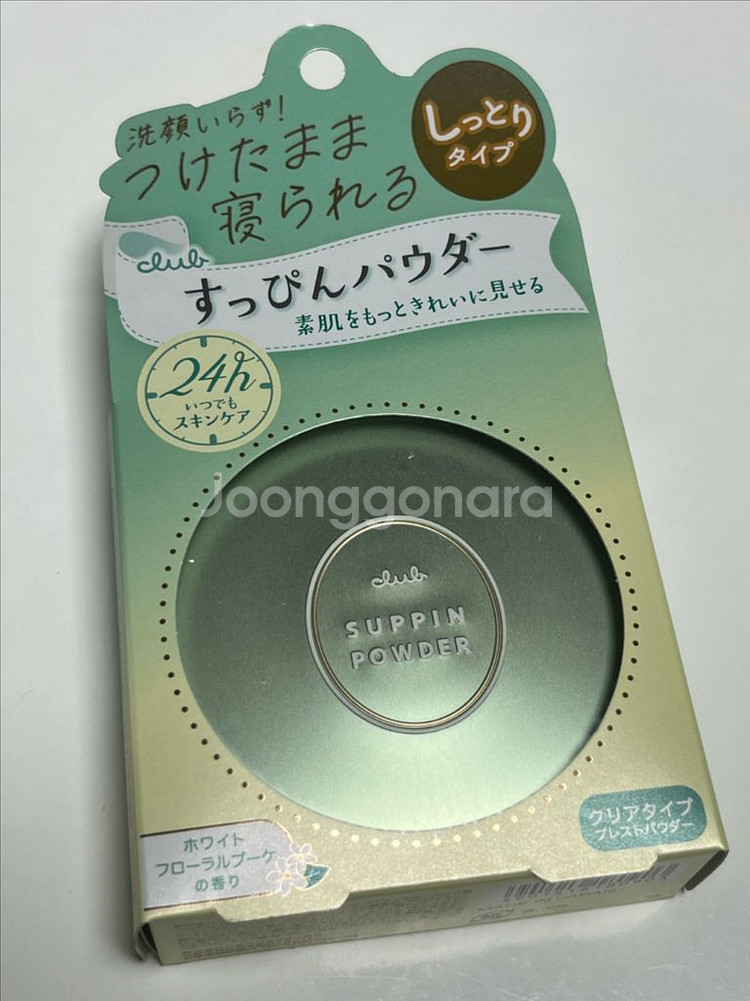 洗顔いらず!
つけたまま
寝られる
しっとり
タイプ
club
すっぴんパウダー
素肌をもっときれいに見せる
24h
いつでも
スキンケア
Joonggonara
club
SUPPIN
POWDER
クリアタイプ
プレストパウダー
ホワイト
フローラルブーケ
の香り
MADE IN JAPAN